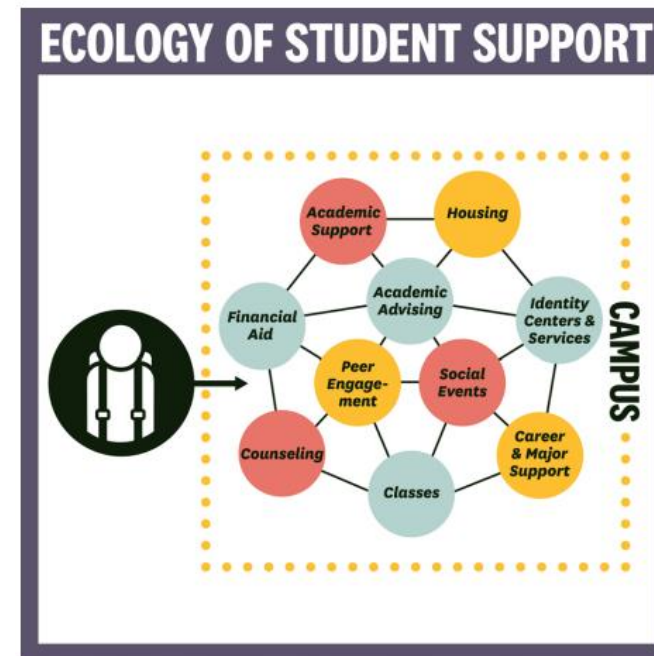 ECOLOGY OF STUDENT SUPPORT
Academic
Support
Housing
Financial
Aid
Academic
Advising
Identity
Centers &
Services
Peer
Engage-
ment
Social
Events
Counseling
Classes
Career
& Major
Support
CAMPUS